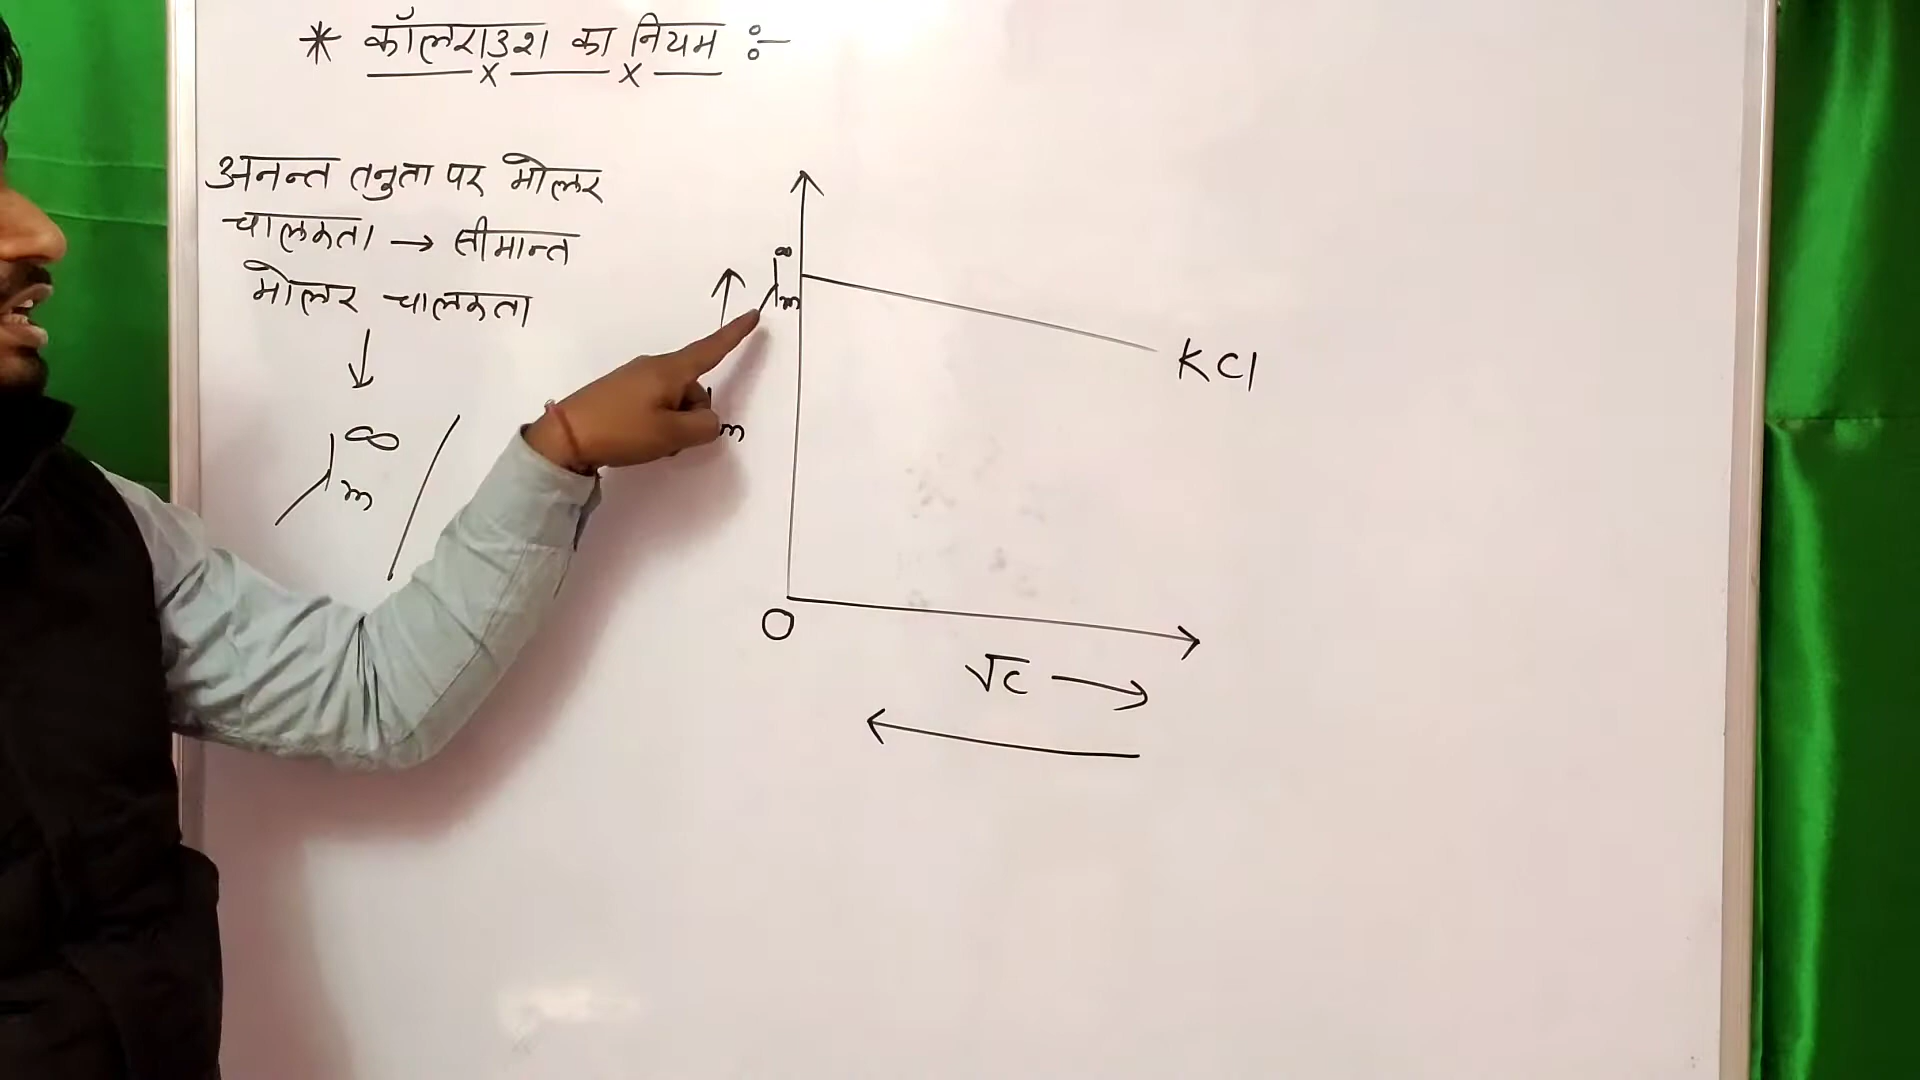 * कॉलराउश का नियम :-
अनन्त तनुता पर मोलर
चालकता → सीमान्त
मोलर चालकता
↓
λ∞m
λ∞m
m
KCl
O
√c →
←